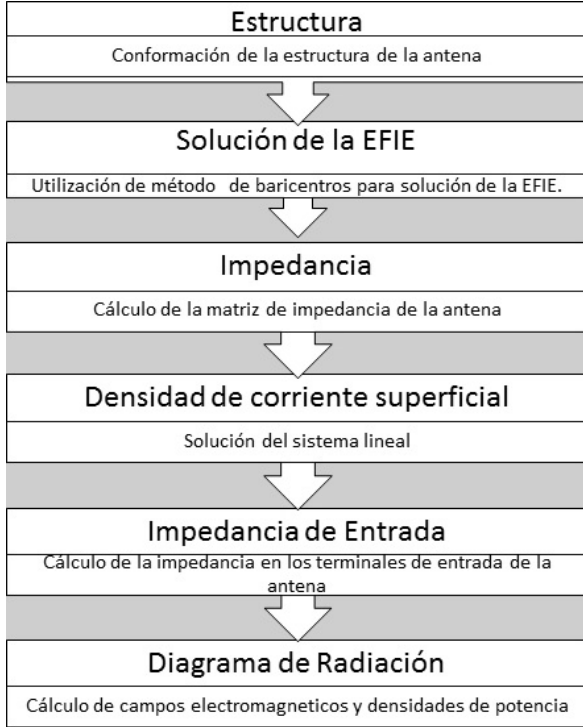 Estructura
Conformación de la estructura de la antena
Solución de la EFIE
Utilización de método de baricentros para solución de la EFIE.
Impedancia
Cálculo de la matriz de impedancia de la antena
Densidad de corriente superficial
Solución del sistema lineal
Impedancia de Entrada
Cálculo de la impedancia en los terminales de entrada de la
antena
Diagrama de Radiación
Cálculo de campos electromagneticos y densidades de potencia